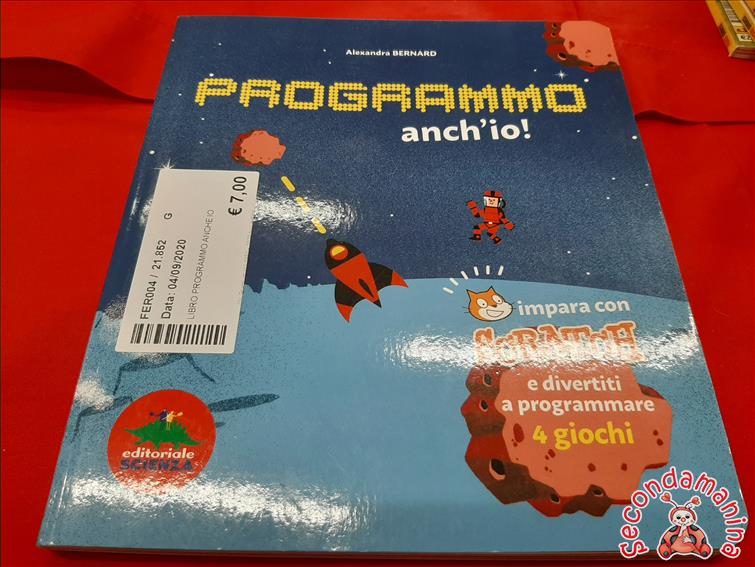 Alexandra BERNARD
PROGRAMMO
anch'io!
€ 7,00
FER004 / 21.852 G
Data: 04/09/2020
LIBRO PROGRAMMO ANCHE IO
impara con
SCRATCH
e divertiti
a programmare
4 giochi
editoriale
SCIENZA
secondamanina